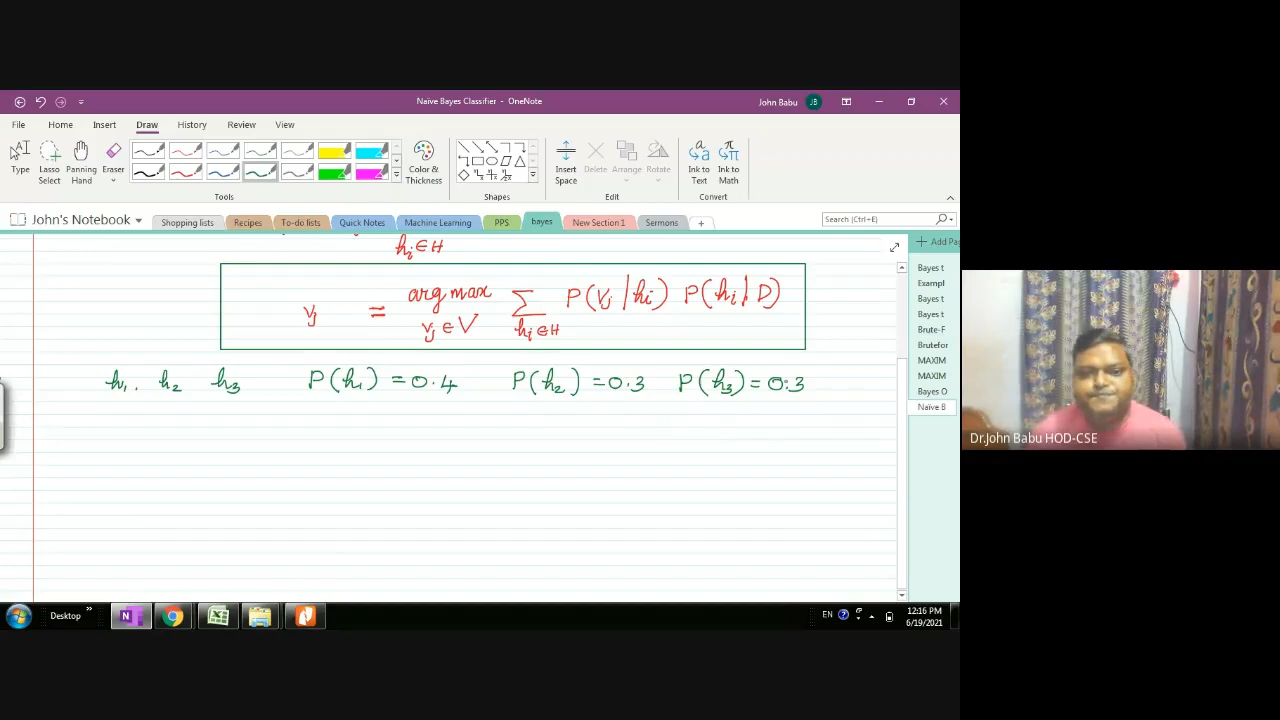 Naïve Bayes Classifier - OneNote
John Babu JB
File Home Insert Draw History Review View
Type Lasso Select Panning Hand Eraser Color & Thickness Insert Space Delete Arrange Rotate Ink to Text Ink to Math
Tools Shapes Edit Convert
John's Notebook Shopping lists Recipes To-do lists Quick Notes Machine Learning PPS bayes New Section 1 Sermons + Search (Ctrl+E)
Add Pag
Bayes t
Exampl
Bayes t
Bayes t
Brute-F
Brutefor
MAXIM
MAXIM
Bayes O
Naïve B
hi ∈ H
vj = arg max vj ∈ V Σ hi ∈ H P(vj | hi) P(hi | D)
h1. h2 h3 P(h1) = 0.4 P(h2) = 0.3 P(h3) = 0.3
Dr.John Babu HOD-CSE
Desktop » EN 12:16 PM
6/19/2021